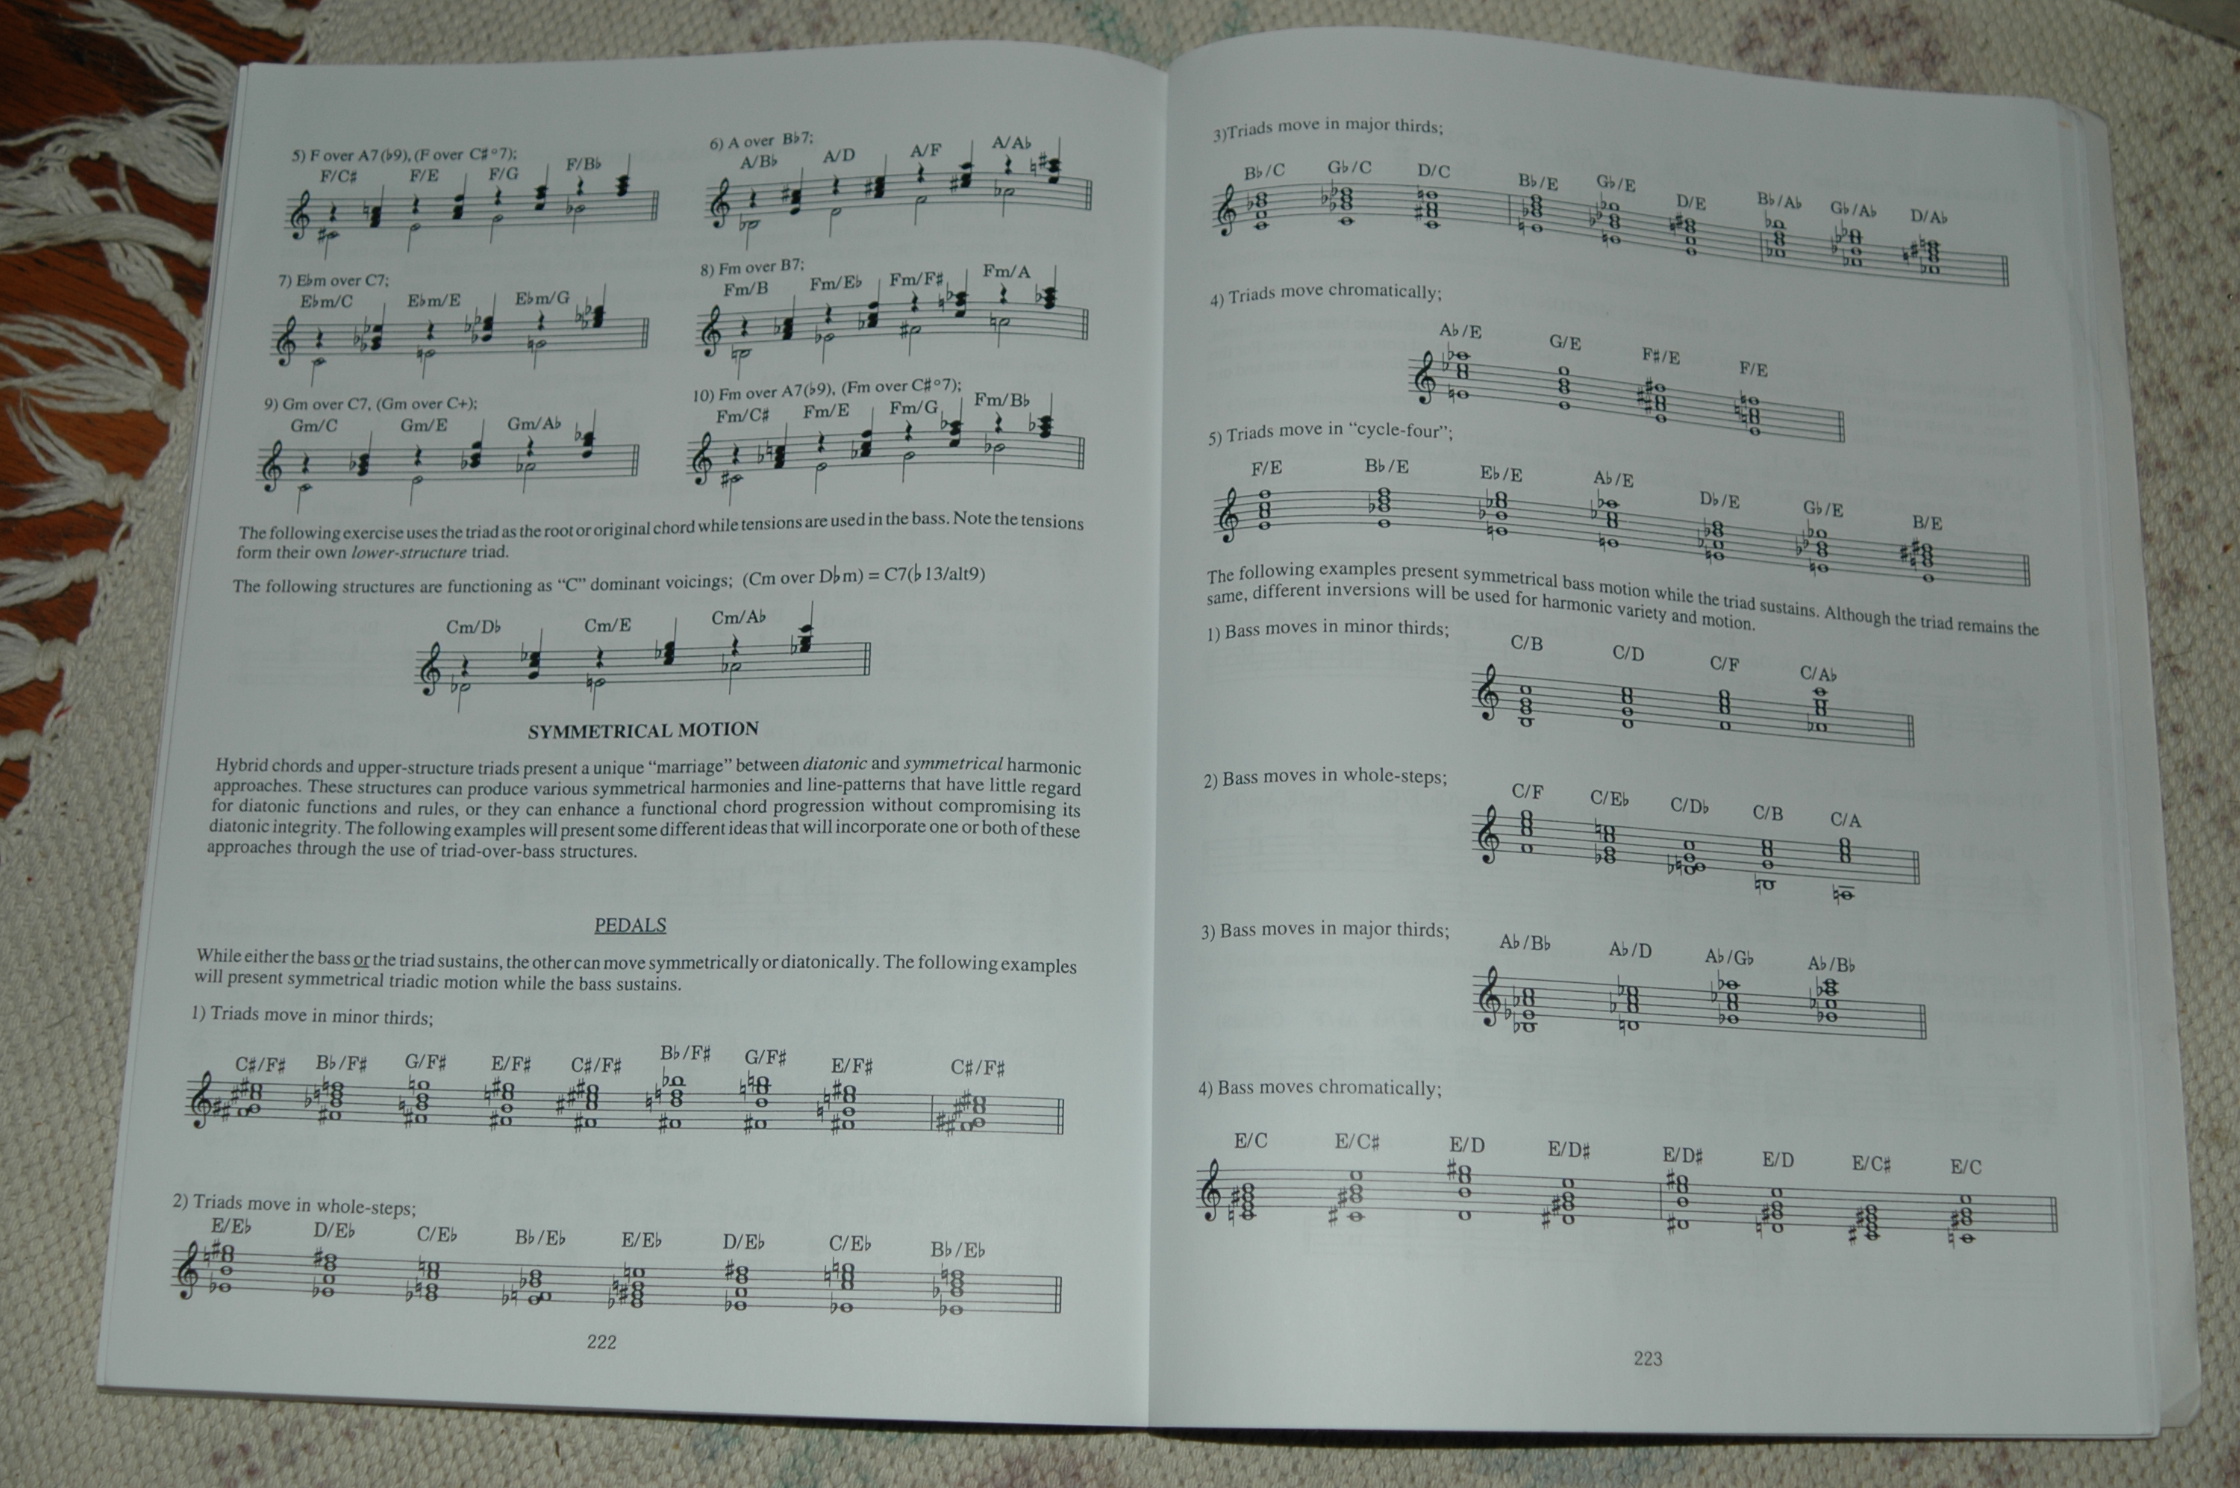 5) F over A7(♭9), (F over C♯°7);
F/C♯ F/E F/G F/B♭
6) A over B♭7;
A/B♭ A/D A/F A/A♭
7) E♭m over C7;
E♭m/C E♭m/E E♭m/G
8) Fm over B7;
Fm/B Fm/E♭ Fm/F♯ Fm/A
9) Gm over C7, (Gm over C+);
Gm/C Gm/E Gm/A♭
10) Fm over A7(♭9), (Fm over C♯°7);
Fm/C♯ Fm/E Fm/G Fm/B♭
The following exercise uses the triad as the root or original chord while tensions are used in the bass. Note the tensions
form their own lower-structure triad.
The following structures are functioning as “C” dominant voicings; (Cm over D♭m) = C7(♭13/alt9)
Cm/D♭ Cm/E Cm/A♭
SYMMETRICAL MOTION
Hybrid chords and upper-structure triads present a unique “marriage” between diatonic and symmetrical harmonic
approaches. These structures can produce various symmetrical harmonies and line-patterns that have little regard
for diatonic functions and rules, or they can enhance a functional chord progression without compromising its
diatonic integrity. The following examples will present some different ideas that will incorporate one or both of these
approaches through the use of triad-over-bass structures.
PEDALS
While either the bass or the triad sustains, the other can move symmetrically or diatonically. The following examples
will present symmetrical triadic motion while the bass sustains.
1) Triads move in minor thirds;
C♯/F♯ B♭/F♯ G/F♯ E/F♯ C♯/F♯ B♭/F♯ G/F♯ E/F♯ C♯/F♯
2) Triads move in whole-steps;
E/E♭ D/E♭ C/E♭ B♭/E♭ E/E♭ D/E♭ C/E♭ B♭/E♭
222
3)Triads move in major thirds;
B♭/C G♭/C D/C B♭/E G♭/E D/E B♭/A♭ G♭/A♭ D/A♭
4) Triads move chromatically;
A♭/E G/E F♯/E F/E
5) Triads move in “cycle-four”;
F/E B♭/E E♭/E A♭/E D♭/E G♭/E B/E
The following examples present symmetrical bass motion while the triad sustains. Although the triad remains the
same, different inversions will be used for harmonic variety and motion.
1) Bass moves in minor thirds;
C/B C/D C/F C/A♭
2) Bass moves in whole-steps;
C/F C/E♭ C/D♭ C/B C/A
3) Bass moves in major thirds;
A♭/B♭ A♭/D A♭/G♭ A♭/B♭
4) Bass moves chromatically;
E/C E/C♯ E/D E/D♯ E/D♯ E/D E/C♯ E/C
223